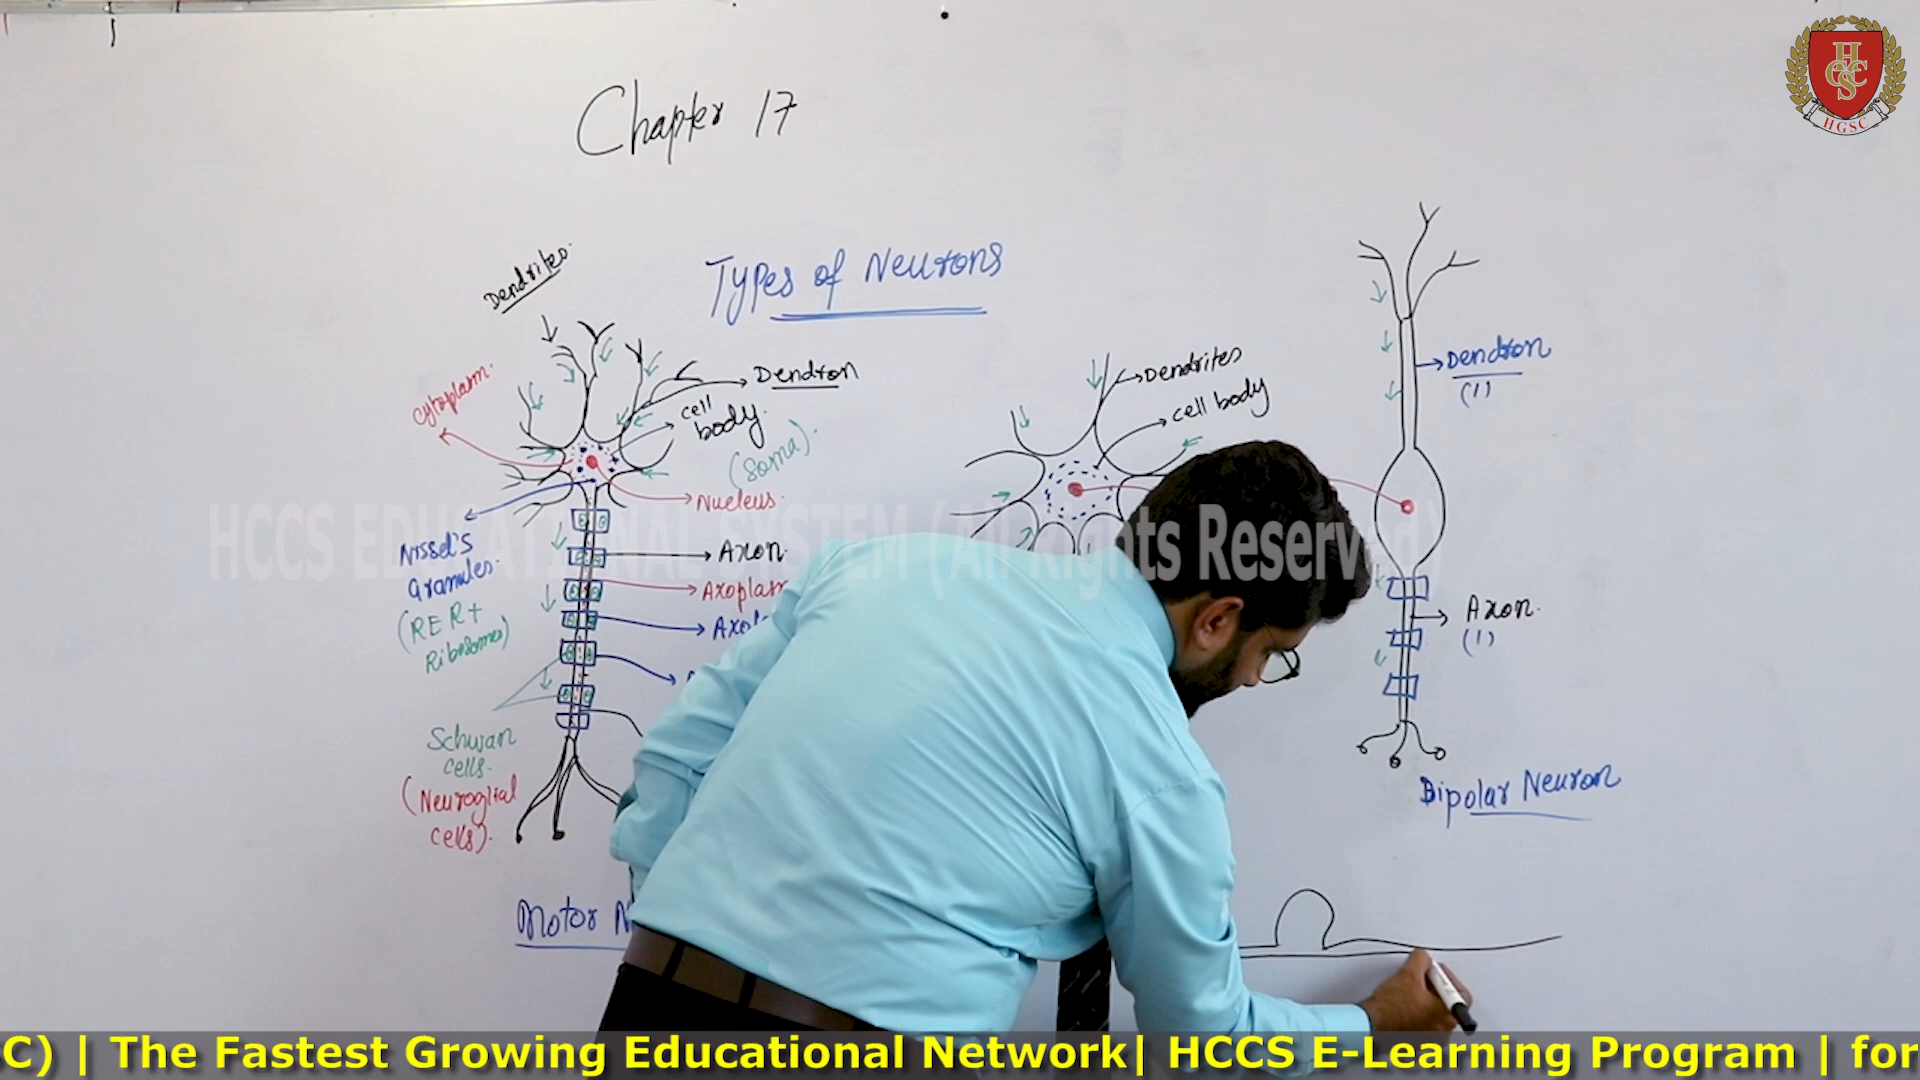 HCCS
HGSC
Chapter 17
Types of Neurons
Dendrites.
Cytoplasm.
Dendron
cell
body.
(Soma).
Nucleus.
Nissel's
Granules.
(RER+
Ribosomes)
Axon.
Axoplasm
Schwan
cells.
(Neuroglial
cells).
Motor N
Dendrites
cell body
Dendron
(1)
Axon.
(1)
Bipolar Neuron
HCCS EDUCATIONAL SYSTEM (All Rights Reserved)
C) | The Fastest Growing Educational Network| HCCS E-Learning Program | for